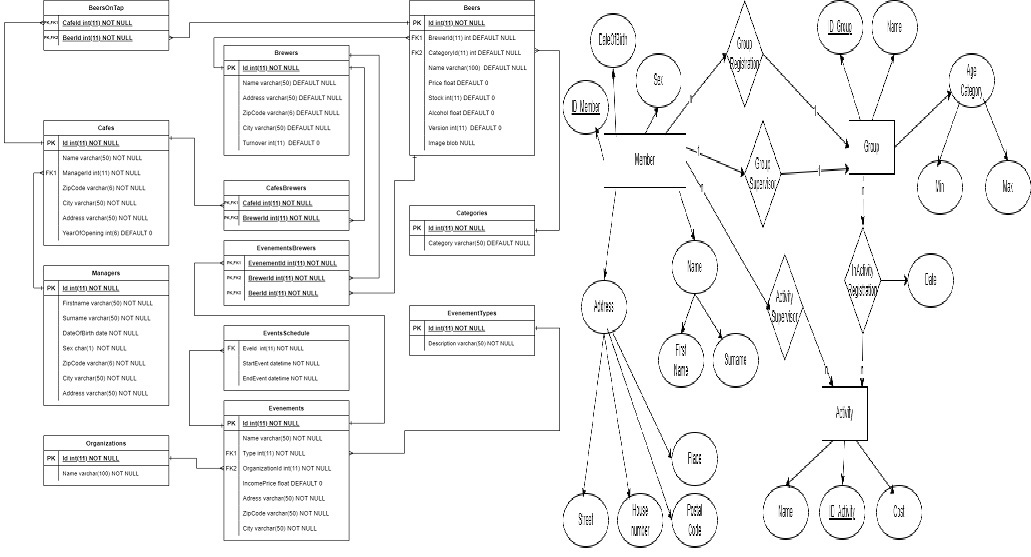 BeersOnTap
PK,FK1 CafeId int(11) NOT NULL
PK,FK2 BeerId int(11) NOT NULL
Cafes
PK Id int(11) NOT NULL
Name varchar(50) NOT NULL
FK1 ManagerId int(11) NOT NULL
ZipCode varchar(6) NOT NULL
City varchar(50) NOT NULL
Address varchar(50) NOT NULL
YearOfOpening int(6) DEFAULT 0
Managers
PK Id int(11) NOT NULL
Firstname varchar(50) NOT NULL
Surname varchar(50) NOT NULL
DateOfBirth date NOT NULL
Sex char(1) NOT NULL
ZipCode varchar(6) NOT NULL
City varchar(50) NOT NULL
Address varchar(50) NOT NULL
Organizations
PK Id int(11) NOT NULL
Name varchar(100) NOT NULL
Brewers
PK Id int(11) NOT NULL
Name varchar(50) DEFAULT NULL
Address varchar(50) DEFAULT NULL
ZipCode varchar(6) DEFAULT NULL
City varchar(50) DEFAULT NULL
Turnover int(11) DEFAULT 0
CafesBrewers
PK,FK1 CafeId int(11) NOT NULL
PK,FK2 BrewerId int(11) NOT NULL
EvenementsBrewers
PK,FK1 EvenementId int(11) NOT NULL
PK,FK2 BrewerId int(11) NOT NULL
PK,FK3 BeerId int(11) NOT NULL
EventsSchedule
FK EveId int(11) NOT NULL
StartEvent datetime NOT NULL
EndEvent datetime NOT NULL
Evenements
PK Id int(11) NOT NULL
Name varchar(50) NOT NULL
FK1 Type int(11) NOT NULL
FK2 OrganizationId int(11) NOT NULL
IncomePrice float DEFAULT 0
Adress varchar(50) NOT NULL
ZipCode varchar(50) NOT NULL
City varchar(50) NOT NULL
Beers
PK Id int(11) NOT NULL
FK1 BrewerId(11) int DEFAULT NULL
FK2 CategoryId(11) int DEFAULT NULL
Name varchar(100) DEFAULT NULL
Price float DEFAULT 0
Stock int(11) DEFAULT 0
Alcohol float DEFAULT 0
Version int(11) DEFAULT 0
Image blob NULL
Categories
PK Id int(11) NOT NULL
Category varchar(50) DEFAULT NULL
EvenementTypes
PK Id int(11) NOT NULL
Description varchar(50) NOT NULL
DateOfBirth
Sex
ID_Member
Member
Group
Registration
ID_Group
Name
Age
Category
Group
Min
Max
Group
Supervisor
Name
First
Name
Surname
Address
Street
House
number
Postal
Code
Place
Activity
Supervisor
InActivity
Registration
Date
n
n
Activity
Name
ID_Activity
Cost